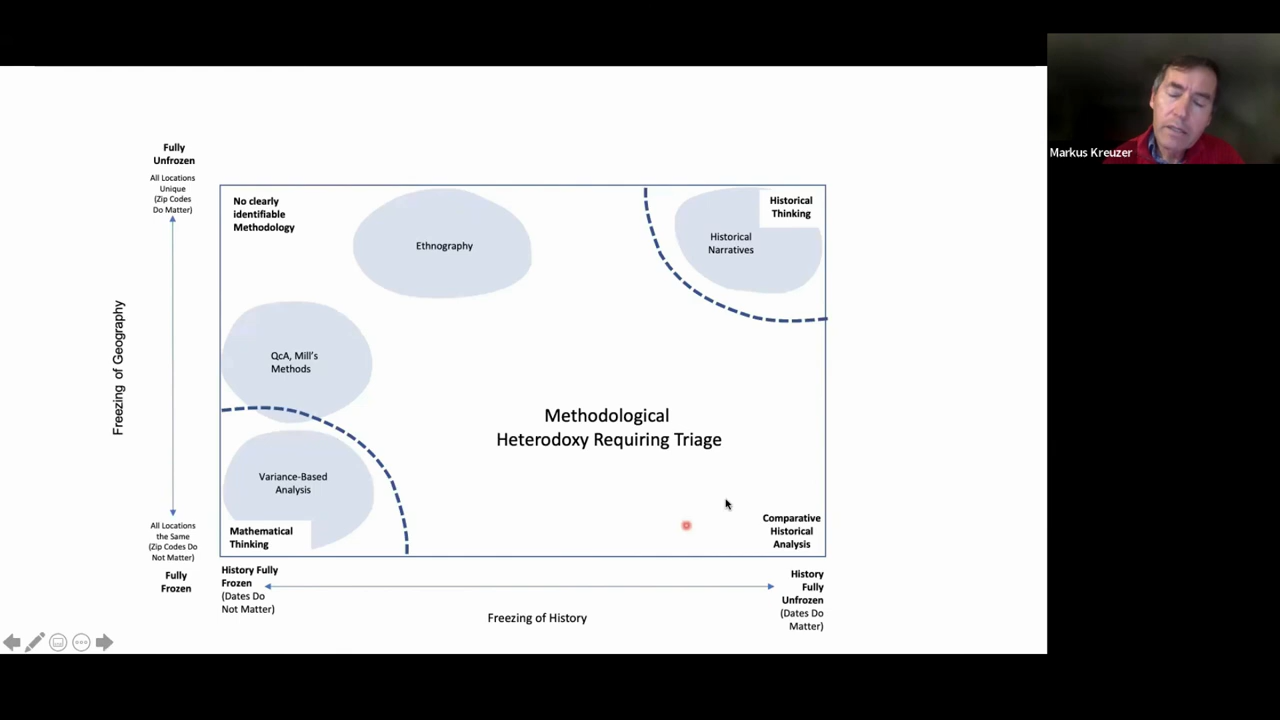 Markus Kreuzer
Fully
Unfrozen
All Locations
Unique
(Zip Codes
Do Matter)
Freezing of Geography
All Locations
the Same
(Zip Codes Do
Not Matter)
Fully
Frozen
No clearly
identifiable
Methodology
Ethnography
Historical
Thinking
Historical
Narratives
QcA, Mill's
Methods
Methodological
Heterodoxy Requiring Triage
Variance-Based
Analysis
Mathematical
Thinking
Comparative
Historical
Analysis
History Fully
Frozen
(Dates Do
Not Matter)
Freezing of History
History
Fully
Unfrozen
(Dates Do
Matter)